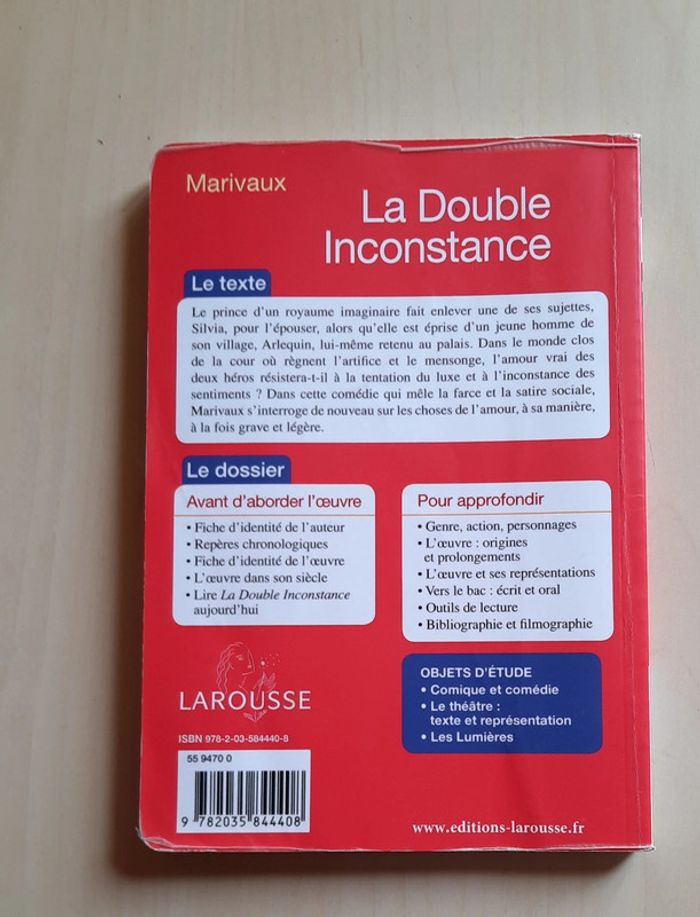 Marivaux
La Double
Inconstance
Le texte
Le prince d'un royaume imaginaire fait enlever une de ses sujettes,
Silvia, pour l'épouser, alors qu'elle est éprise d'un jeune homme de
son village, Arlequin, lui-même retenu au palais. Dans le monde clos
de la cour où règnent l'artifice et le mensonge, l'amour vrai des
deux héros résistera-t-il à la tentation du luxe et à l'inconstance des
sentiments ? Dans cette comédie qui mêle la farce et la satire sociale,
Marivaux s'interroge de nouveau sur les choses de l'amour, à sa manière,
à la fois grave et légère.
Le dossier
Avant d'aborder l'œuvre
• Fiche d'identité de l'auteur
• Repères chronologiques
• Fiche d'identité de l'œuvre
• L'œuvre dans son siècle
• Lire La Double Inconstance
aujourd'hui
Pour approfondir
• Genre, action, personnages
• L'œuvre : origines
et prolongements
• L'œuvre et ses représentations
• Vers le bac : écrit et oral
• Outils de lecture
• Bibliographie et filmographie
OBJETS D'ÉTUDE
• Comique et comédie
• Le théâtre :
texte et représentation
• Les Lumières
LAROUSSE
ISBN 978-2-03-584440-8
55 9470 0
9 782035 844408
www.editions-larousse.fr